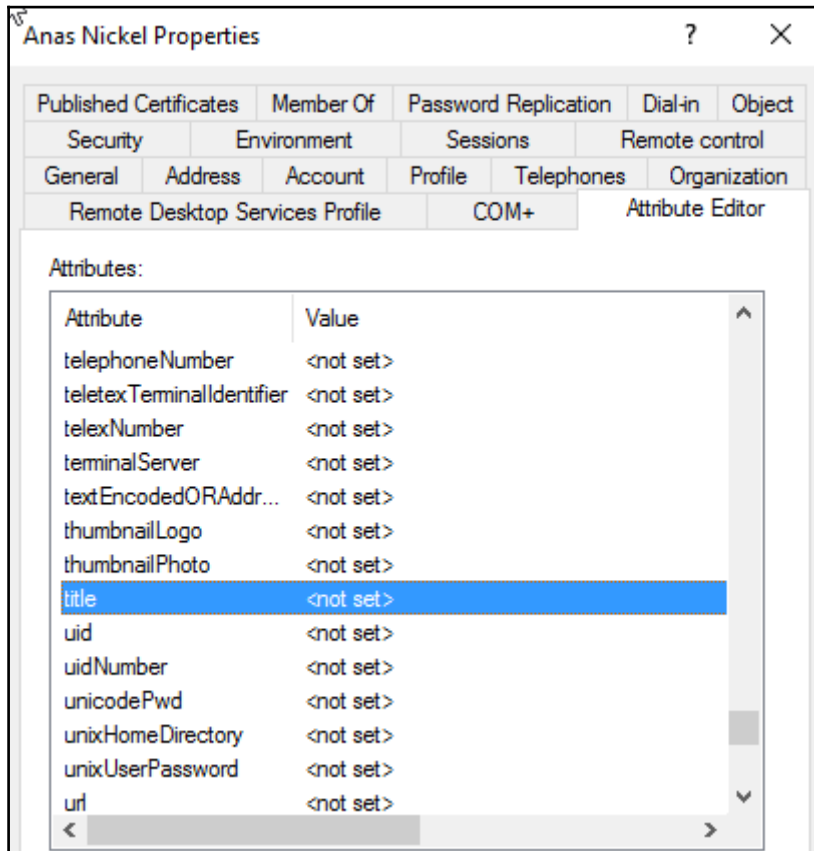 Anas Nickel Properties ? ×
Published Certificates Member Of Password Replication Dial-in Object
Security Environment Sessions Remote control
General Address Account Profile Telephones Organization
Remote Desktop Services Profile COM+ Attribute Editor
Attributes:
Attribute Value
telephoneNumber <not set>
teletexTerminalIdentifier <not set>
telexNumber <not set>
terminalServer <not set>
textEncodedORAddr... <not set>
thumbnailLogo <not set>
thumbnailPhoto <not set>
title <not set>
uid <not set>
uidNumber <not set>
unicodePwd <not set>
unixHomeDirectory <not set>
unixUserPassword <not set>
url <not set>